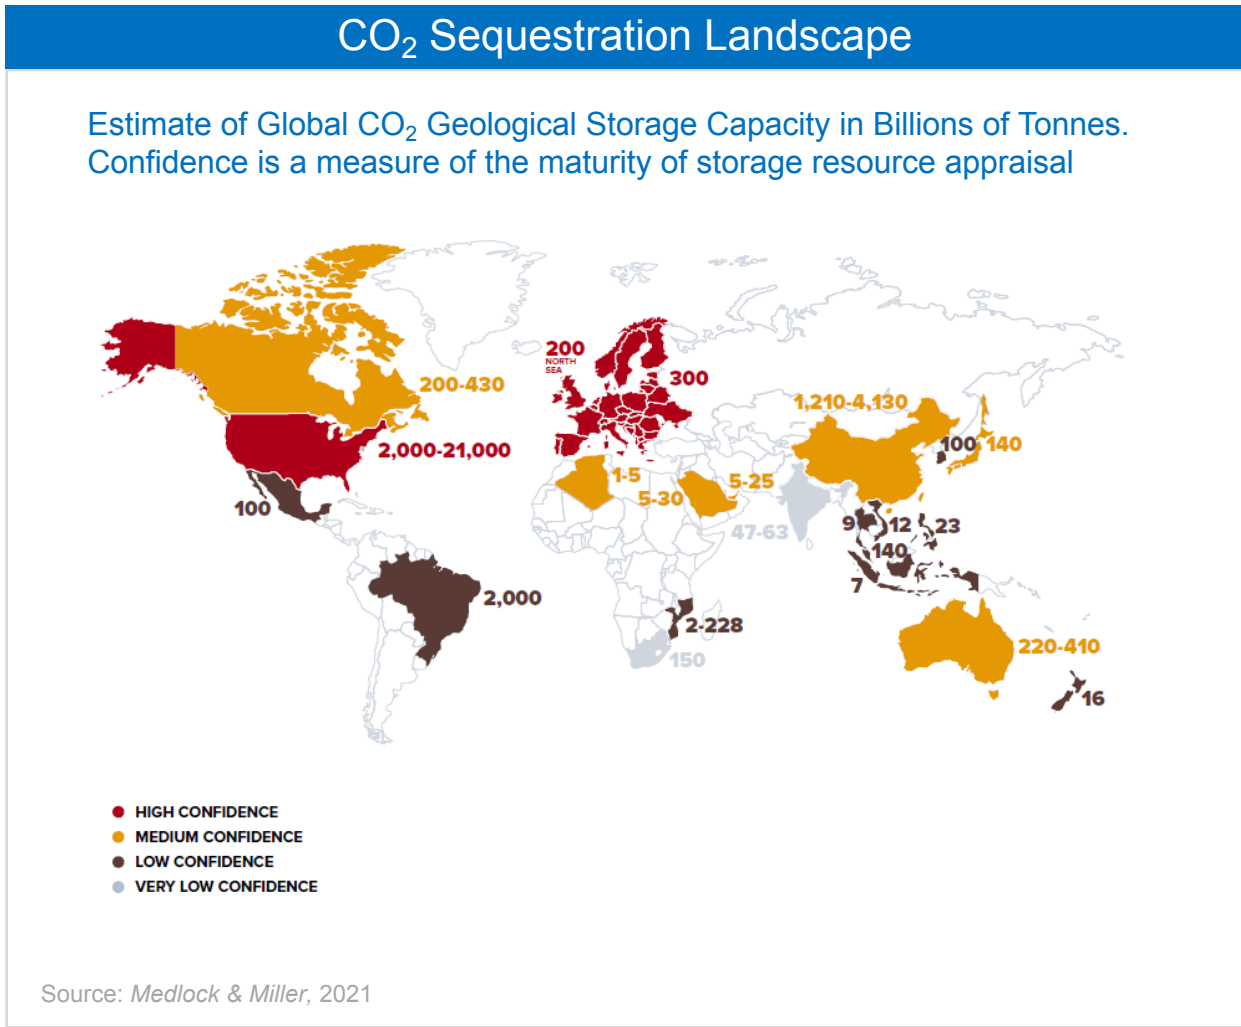 CO₂ Sequestration Landscape
Estimate of Global CO₂ Geological Storage Capacity in Billions of Tonnes.
Confidence is a measure of the maturity of storage resource appraisal
200
NORTH
SEA
300
200-430
1,210-4,130
2,000-21,000
100
140
1-5
5-25
5-30
100
47-63
9
12
23
140
7
2,000
2-228
150
220-410
16
HIGH CONFIDENCE
MEDIUM CONFIDENCE
LOW CONFIDENCE
VERY LOW CONFIDENCE
Source: Medlock & Miller, 2021